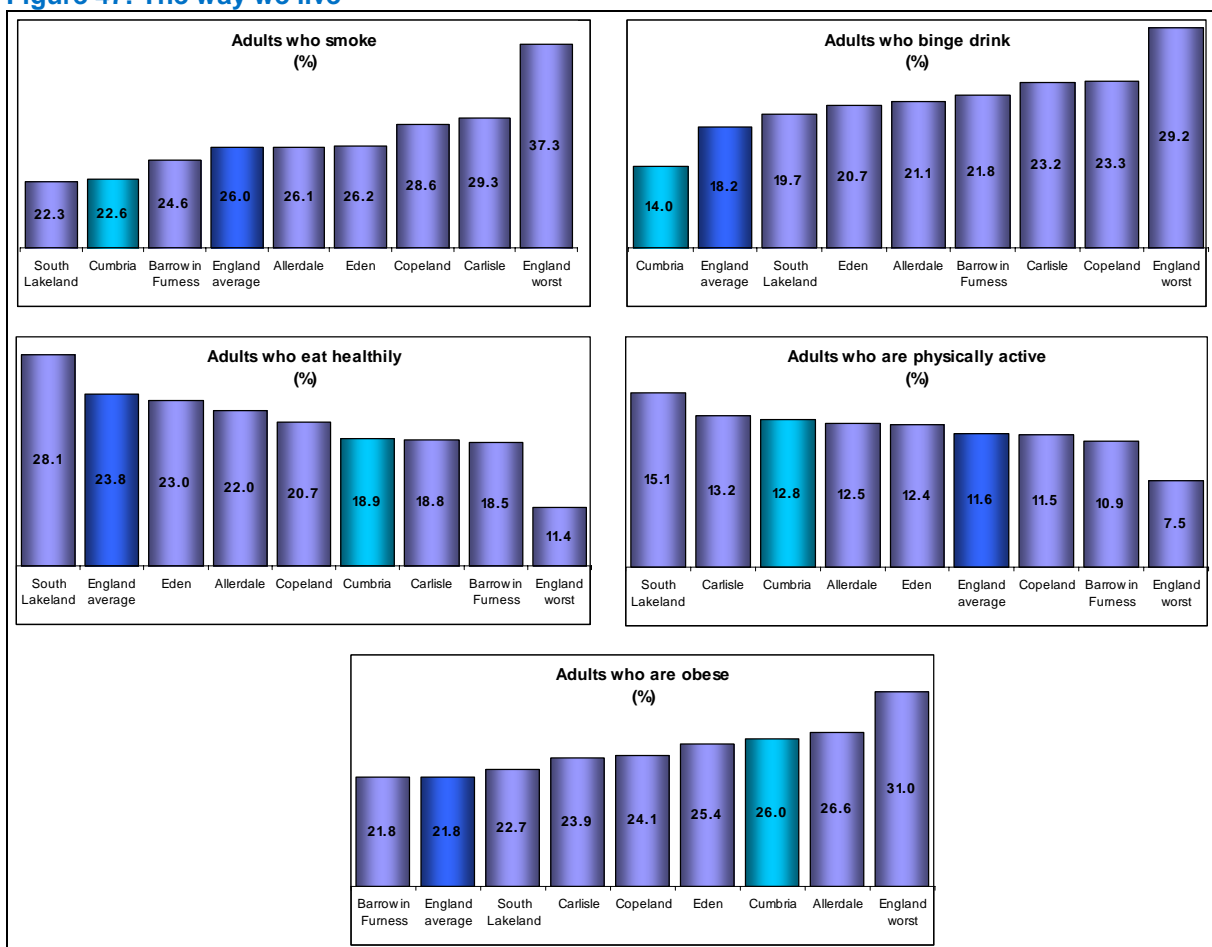 Figure 47: The way we live
Adults who smoke
(%)
22.3
22.6
24.6
26.0
26.1
26.2
28.6
29.3
37.3
South Lakeland
Cumbria
Barrow in Furness
England average
Allerdale
Eden
Copeland
Carlisle
England worst
Adults who binge drink
(%)
14.0
18.2
19.7
20.7
21.1
21.8
23.2
23.3
29.2
Cumbria
England average
South Lakeland
Eden
Allerdale
Barrow in Furness
Carlisle
Copeland
England worst
Adults who eat healthily
(%)
28.1
23.8
23.0
22.0
20.7
18.9
18.8
18.5
11.4
South Lakeland
England average
Eden
Allerdale
Copeland
Cumbria
Carlisle
Barrow in Furness
England worst
Adults who are physically active
(%)
15.1
13.2
12.8
12.5
12.4
11.6
11.5
10.9
7.5
South Lakeland
Carlisle
Cumbria
Allerdale
Eden
England average
Copeland
Barrow in Furness
England worst
Adults who are obese
(%)
21.8
21.8
22.7
23.9
24.1
25.4
26.0
26.6
31.0
Barrow in Furness
England average
South Lakeland
Carlisle
Copeland
Eden
Cumbria
Allerdale
England worst